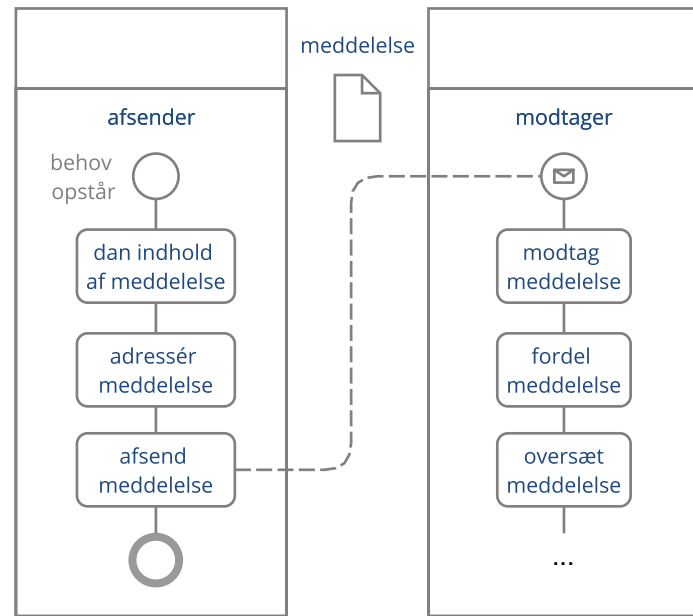 meddelelse
afsender
behov
opstår
dan indhold
af meddelelse
adressér
meddelelse
afsend
meddelelse
modtager
modtag
meddelelse
fordel
meddelelse
oversæt
meddelelse
...